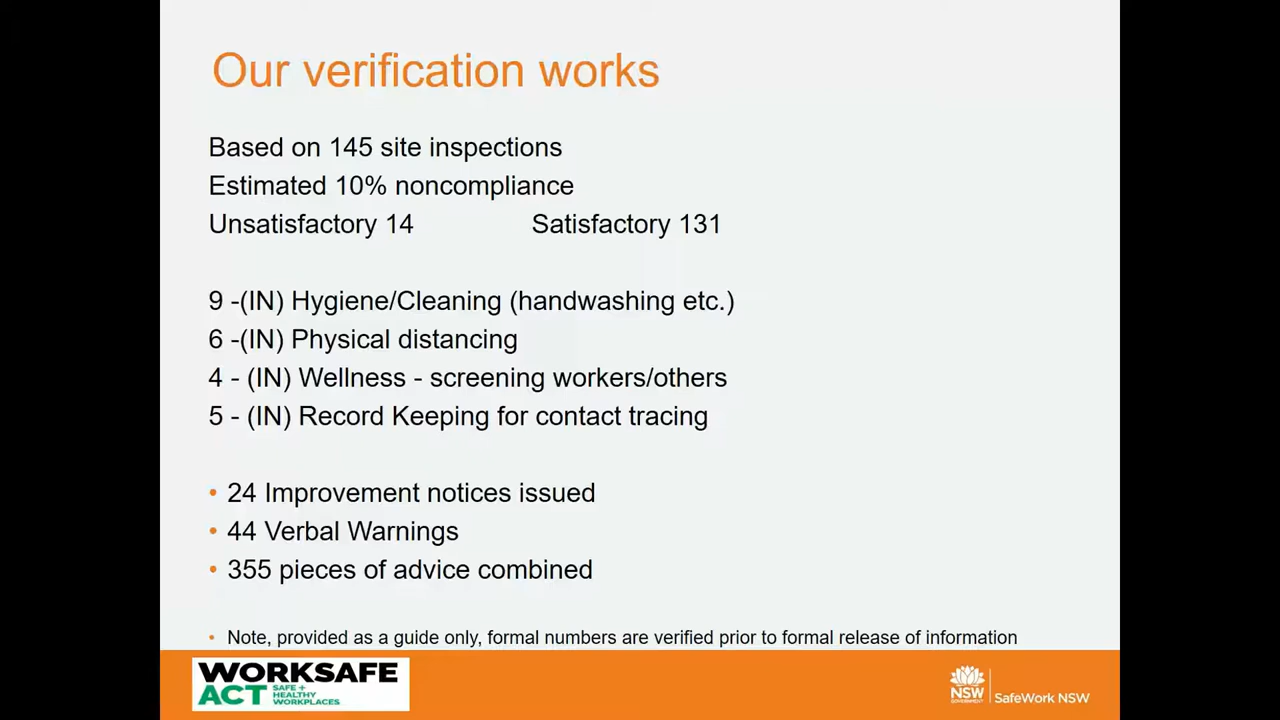 Our verification works
Based on 145 site inspections
Estimated 10% noncompliance
Unsatisfactory 14 Satisfactory 131
9 -(IN) Hygiene/Cleaning (handwashing etc.)
6 -(IN) Physical distancing
4 - (IN) Wellness - screening workers/others
5 - (IN) Record Keeping for contact tracing
• 24 Improvement notices issued
• 44 Verbal Warnings
• 355 pieces of advice combined
• Note, provided as a guide only, formal numbers are verified prior to formal release of information
WORKSAFE
ACT SAFE +
HEALTHY
WORKPLACES
NSW
GOVERNMENT
SafeWork NSW